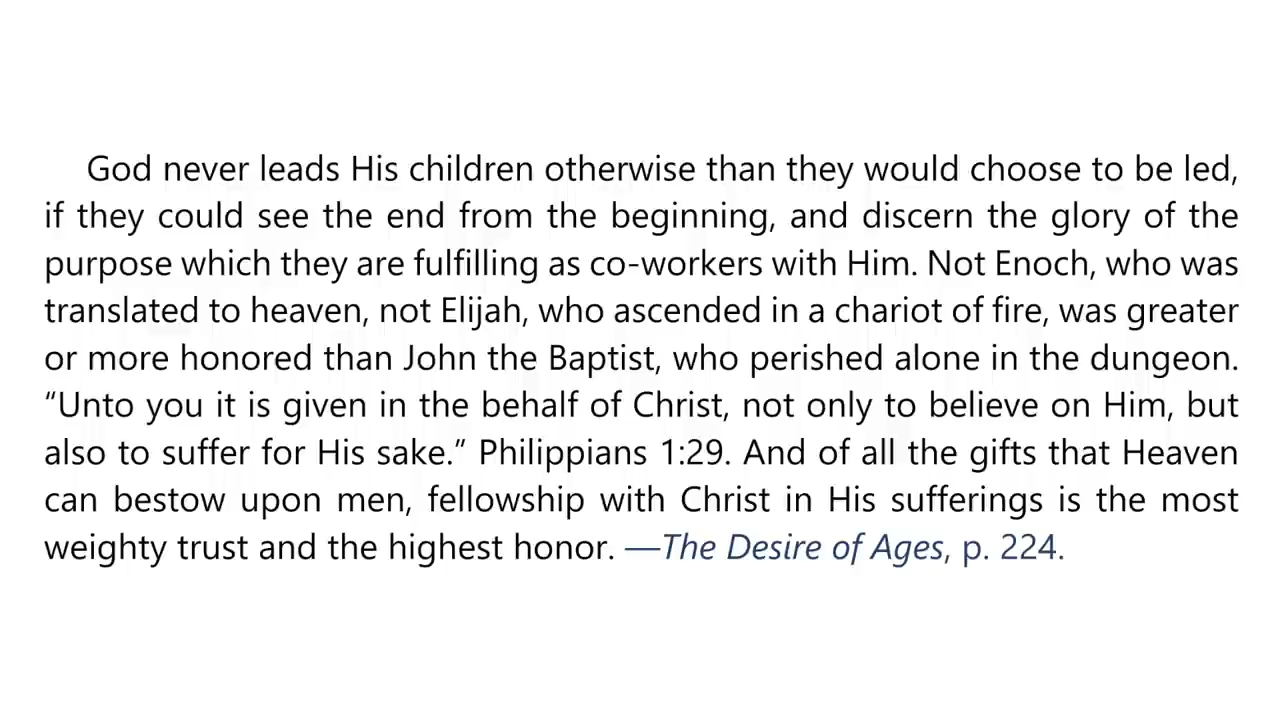 God never leads His children otherwise than they would choose to be led,
if they could see the end from the beginning, and discern the glory of the
purpose which they are fulfilling as co-workers with Him. Not Enoch, who was
translated to heaven, not Elijah, who ascended in a chariot of fire, was greater
or more honored than John the Baptist, who perished alone in the dungeon.
“Unto you it is given in the behalf of Christ, not only to believe on Him, but
also to suffer for His sake.” Philippians 1:29. And of all the gifts that Heaven
can bestow upon men, fellowship with Christ in His sufferings is the most
weighty trust and the highest honor. —The Desire of Ages, p. 224.